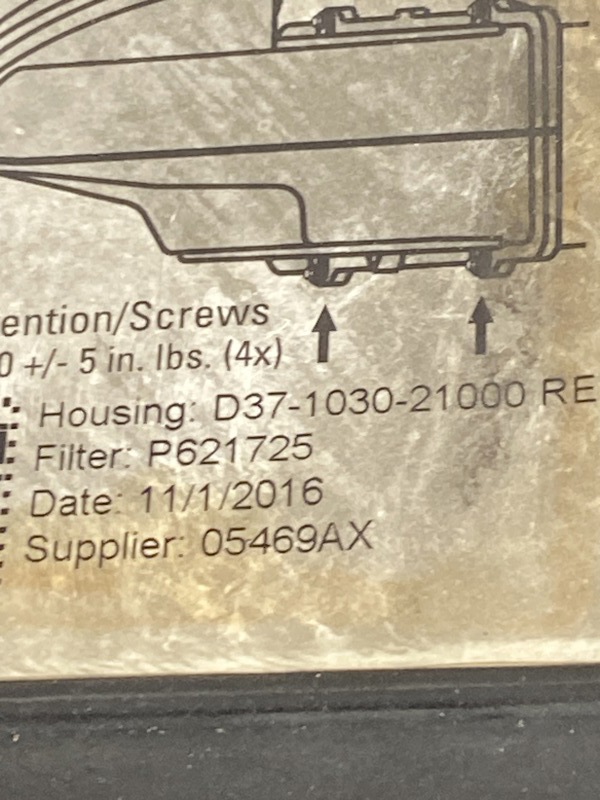 ention/Screws
0 +/- 5 in. lbs. (4x)
Housing: D37-1030-21000 RE
Filter: P621725
Date: 11/1/2016
Supplier: 05469AX